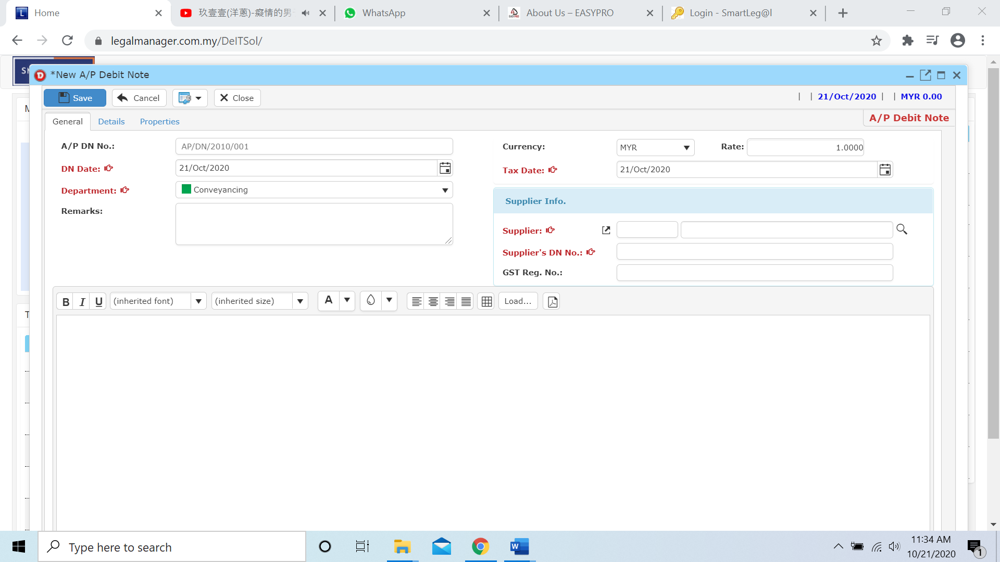 Home
玖壹壹(洋蔥)-癡情的男
WhatsApp
About Us – EASYPRO
Login - SmartLeg@l
legalmanager.com.my/DeITSol/
*New A/P Debit Note
Save
Cancel
Close
| | 21/Oct/2020 | | MYR 0.00
General
Details
Properties
A/P Debit Note
A/P DN No.:
AP/DN/2010/001
Currency:
MYR
Rate:
1.0000
DN Date:
21/Oct/2020
Tax Date:
21/Oct/2020
Department:
Conveyancing
Remarks:
Supplier Info.
Supplier:
Supplier's DN No.:
GST Reg. No.:
B I U
(inherited font)
(inherited size)
A
Load...
Type here to search
11:34 AM
10/21/2020
1